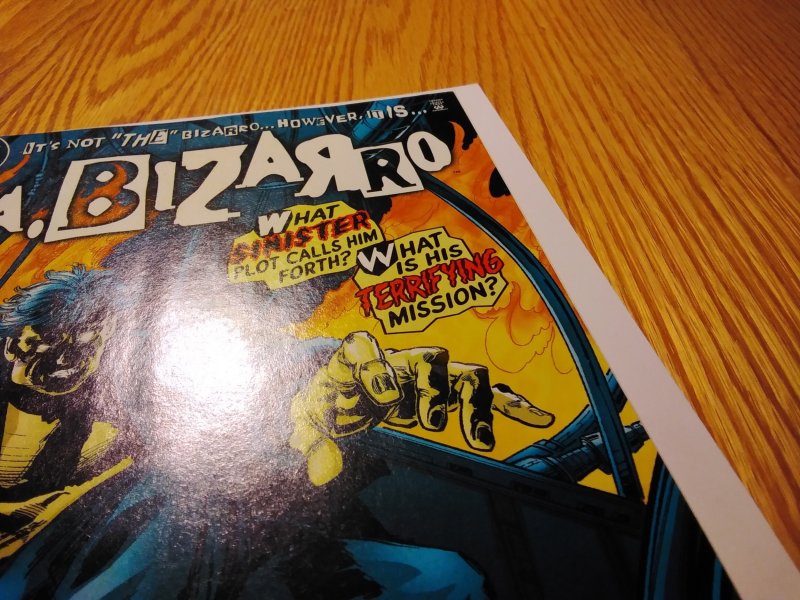 IT'S NOT "THE" BIZARRO... HOWEVER, IT IS...
A. BIZARRO
WHAT
SINISTER
PLOT CALLS HIM
FORTH?
WHAT
IS HIS
TERRIFYING
MISSION?